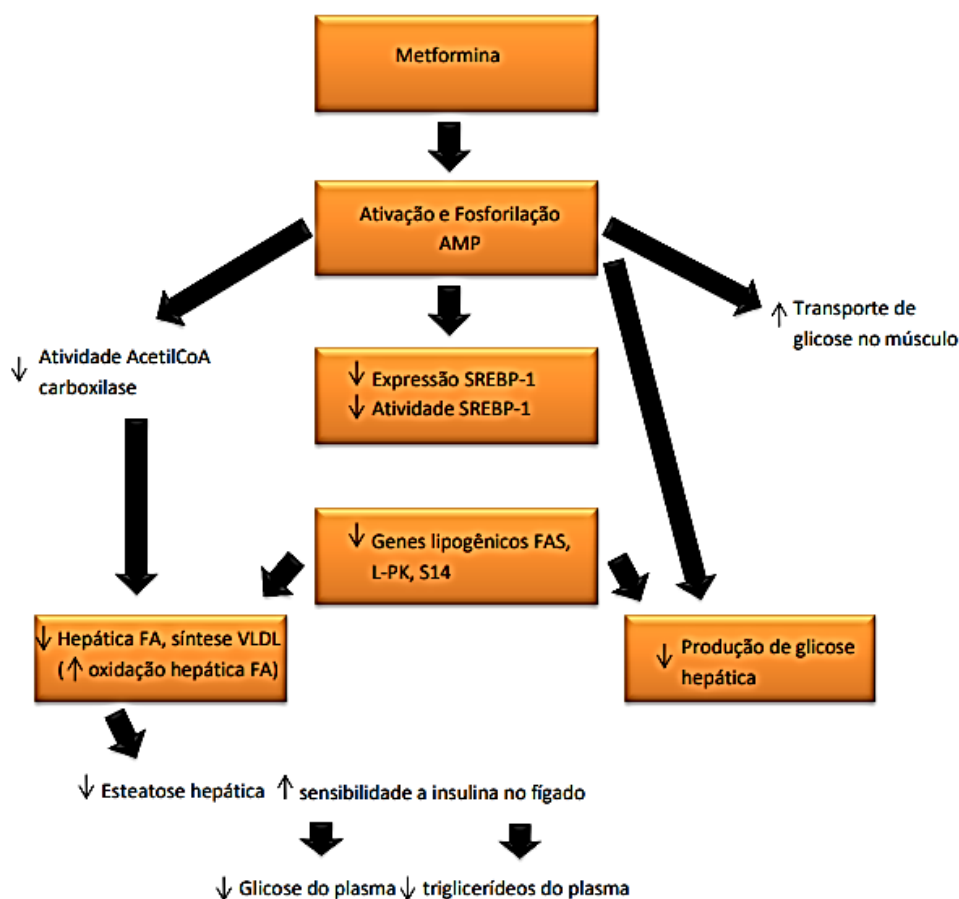 Metformina
Ativação e Fosforilação
AMP
↑ Transporte de
glicose no músculo
↓ Atividade AcetilCoA
carboxilase
↓ Expressão SREBP-1
↓ Atividade SREBP-1
↓ Genes lipogênicos FAS,
L-PK, S14
↓ Hepática FA, síntese VLDL
(↑ oxidação hepática FA)
↓ Produção de glicose
hepática
↓ Esteatose hepática ↑ sensibilidade a insulina no fígado
↓ Glicose do plasma ↓ triglicerídeos do plasma